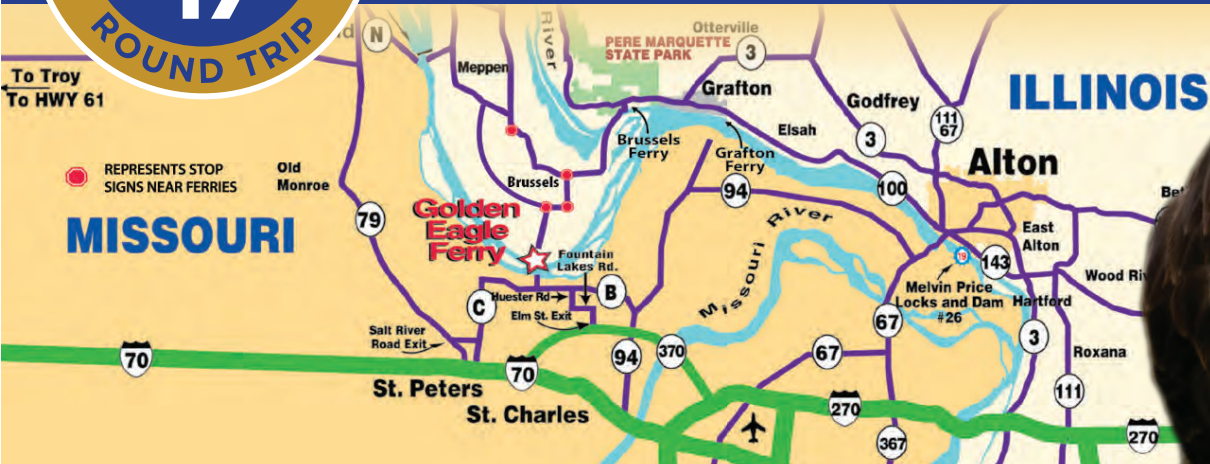 17
ROUND TRIP
N
River
Otterville
PERE MARQUETTE
STATE PARK
3
To Troy
To HWY 61
Meppen
Grafton
Godfrey
111
67
ILLINOIS
Brussels
Ferry
Elsah
3
Grafton
Ferry
Alton
REPRESENTS STOP
SIGNS NEAR FERRIES
Old
Monroe
Brussels
94
100
MISSOURI
79
Golden
Eagle
Ferry
Missouri River
East
Alton
Fountain
Lakes Rd.
19
143
Wood
Melvin Price
Locks and Dam
#26
Hartford
C
Huester Rd
B
Elm St. Exit
67
3
Salt River
Road Exit
70
70
94
370
67
Roxana
St. Peters
111
St. Charles
270
270
367